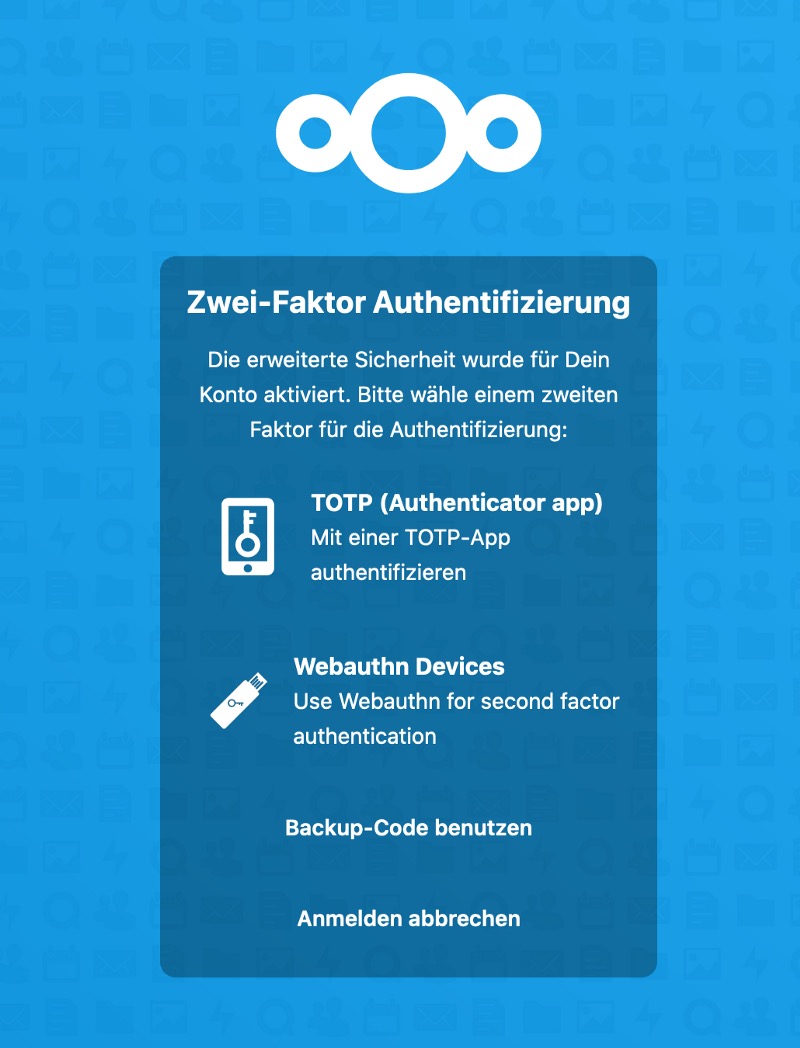 Zwei-Faktor Authentifizierung
Die erweiterte Sicherheit wurde für Dein
Konto aktiviert. Bitte wähle einem zweiten
Faktor für die Authentifizierung:
TOTP (Authenticator app)
Mit einer TOTP-App
authentifizieren
Webauthn Devices
Use Webauthn for second factor
authentication
Backup-Code benutzen
Anmelden abbrechen